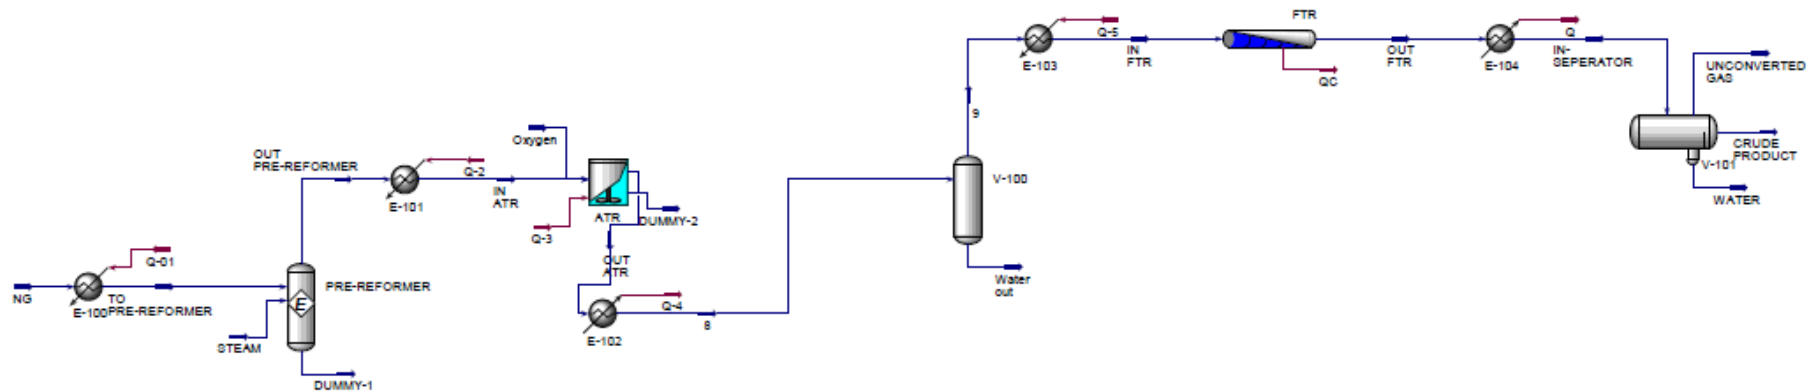 FTR
Q-5
E-103
IN
FTR
QC
OUT
FTR
Q
E-104
IN-
SEPERATOR
UNCONVERTED
GAS
CRUDE
PRODUCT
V-101
WATER
Oxygen
OUT
PRE-REFORMER
Q-2
E-101
IN
ATR
ATR
DUMMY-2
Q-3
OUT
ATR
9
V-100
Water
out
Q-01
NG
E-100
TO
PRE-REFORMER
PRE-REFORMER
E
STEAM
DUMMY-1
Q-4
E-102
8